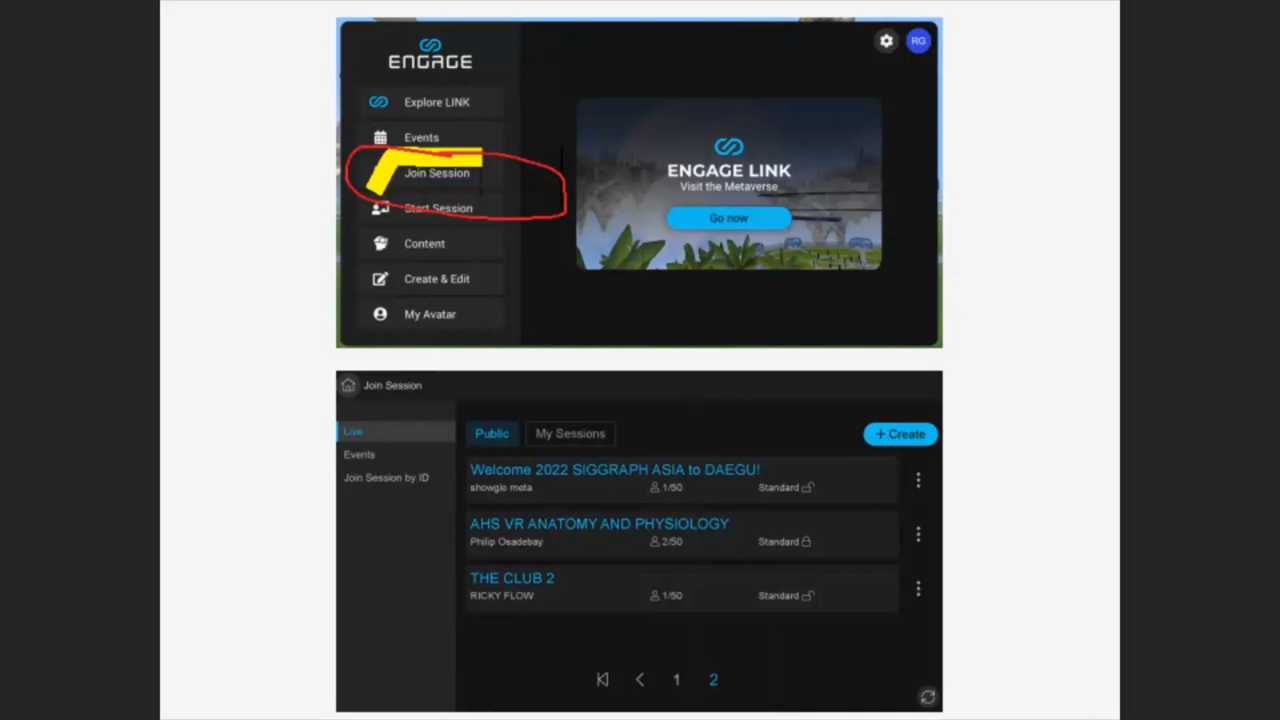 ENGAGE
RG
Explore LINK
Events
Join Session
Start Session
Content
Create & Edit
My Avatar
ENGAGE LINK
Visit the Metaverse
Go now
Join Session
Live
Events
Join Session by ID
Public My Sessions + Create
Welcome 2022 SIGGRAPH ASIA to DAEGU!
showgle meta 1/50 Standard
AHS VR ANATOMY AND PHYSIOLOGY
Philip Osadebay 2/50 Standard
THE CLUB 2
RICKY FLOW 1/50 Standard
1 2